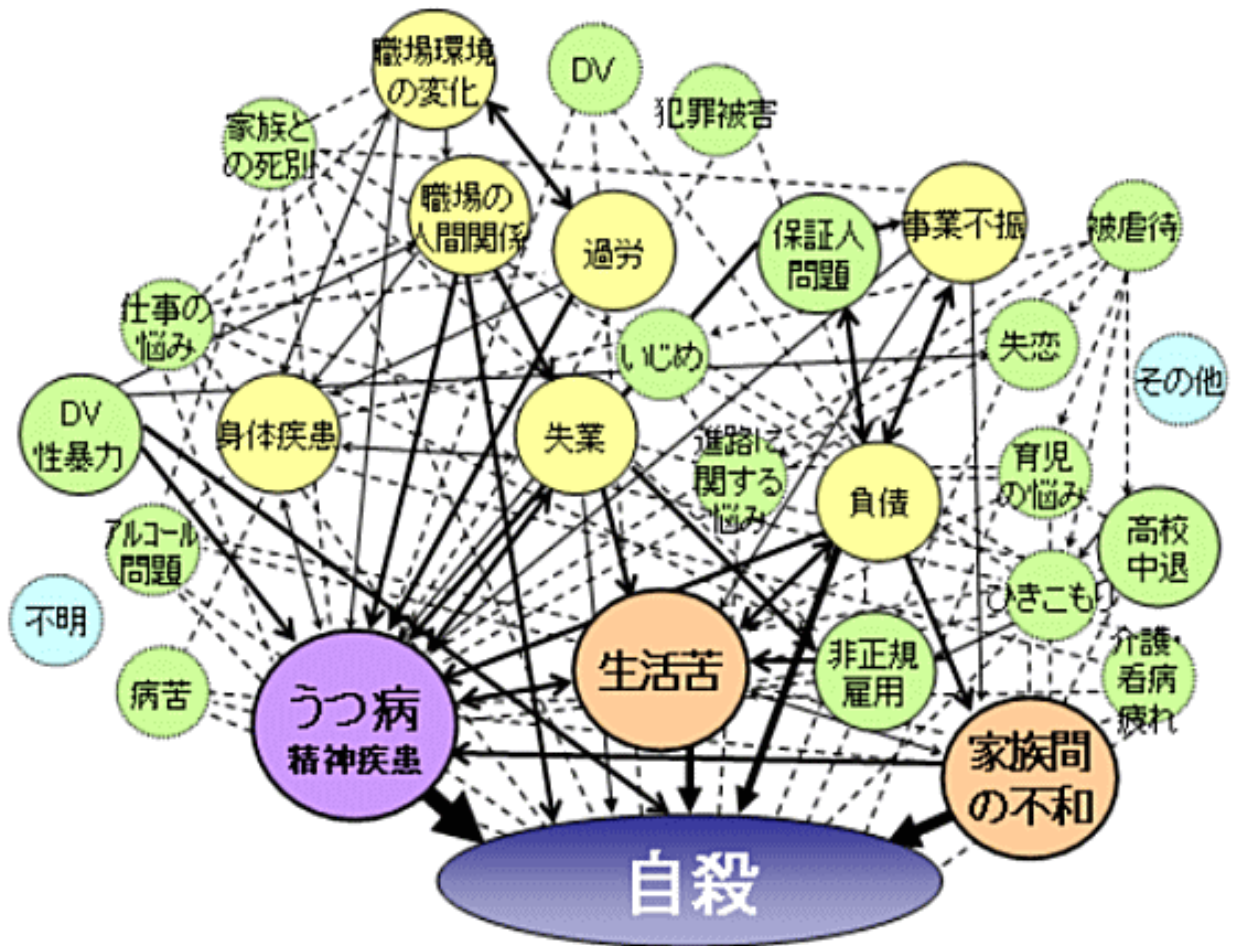 職場環境
の変化
DV
犯罪被害
家族と
の死別
職場の
人間関係
過労
保証人
問題
事業不振
被虐待
仕事の
悩み
いじめ
失恋
その他
DV
性暴力
身体疾患
失業
進路に
関する
悩み
負債
育児
の悩み
高校
中退
アルコール
問題
不明
ひきこもり
病苦
うつ病
精神疾患
生活苦
非正規
雇用
介護・
看病
疲れ
家族間
の不和
自殺